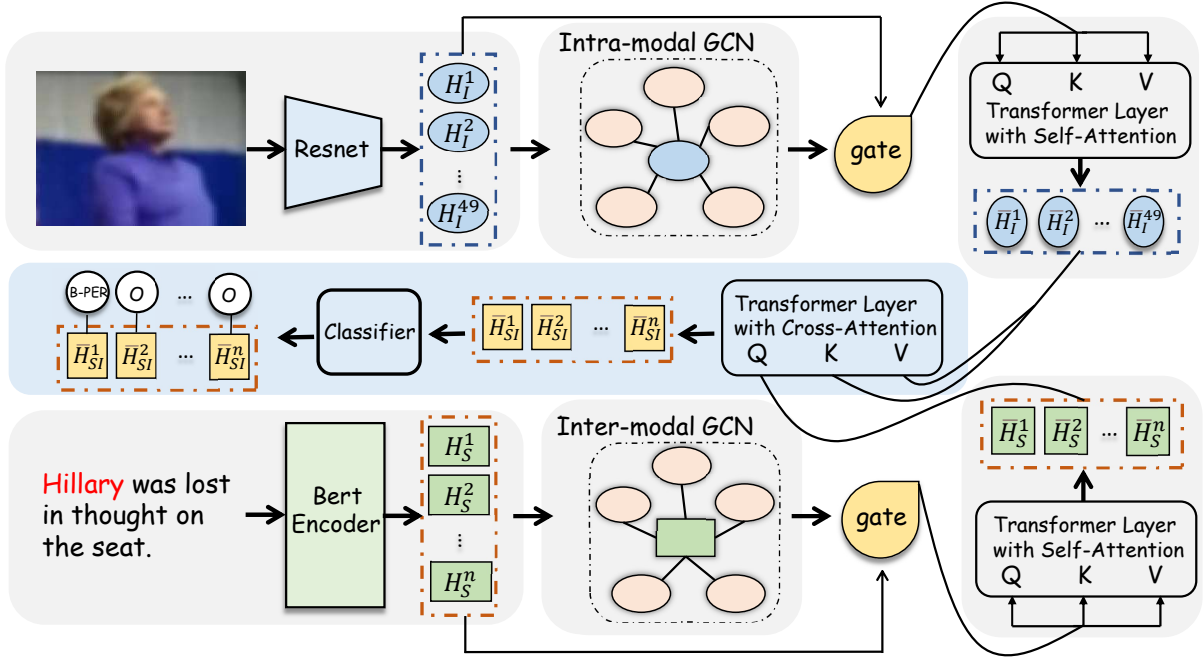 Resnet
H_I^1
H_I^2
⋮
H_I^49
Intra-modal GCN
gate
Q K V
Transformer Layer
with Self-Attention
H̅_I^1 H̅_I^2 ... H̅_I^49
B-PER O ... O
H̅_SI^1 H̅_SI^2 ... H̅_SI^n
Classifier
H̅_SI^1 H̅_SI^2 ... H̅_SI^n
Transformer Layer
with Cross-Attention
Q K V
Hillary was lost
in thought on
the seat.
Bert
Encoder
H_S^1
H_S^2
⋮
H_S^n
Inter-modal GCN
gate
H̅_S^1 H̅_S^2 ... H̅_S^n
Transformer Layer
with Self-Attention
Q K V